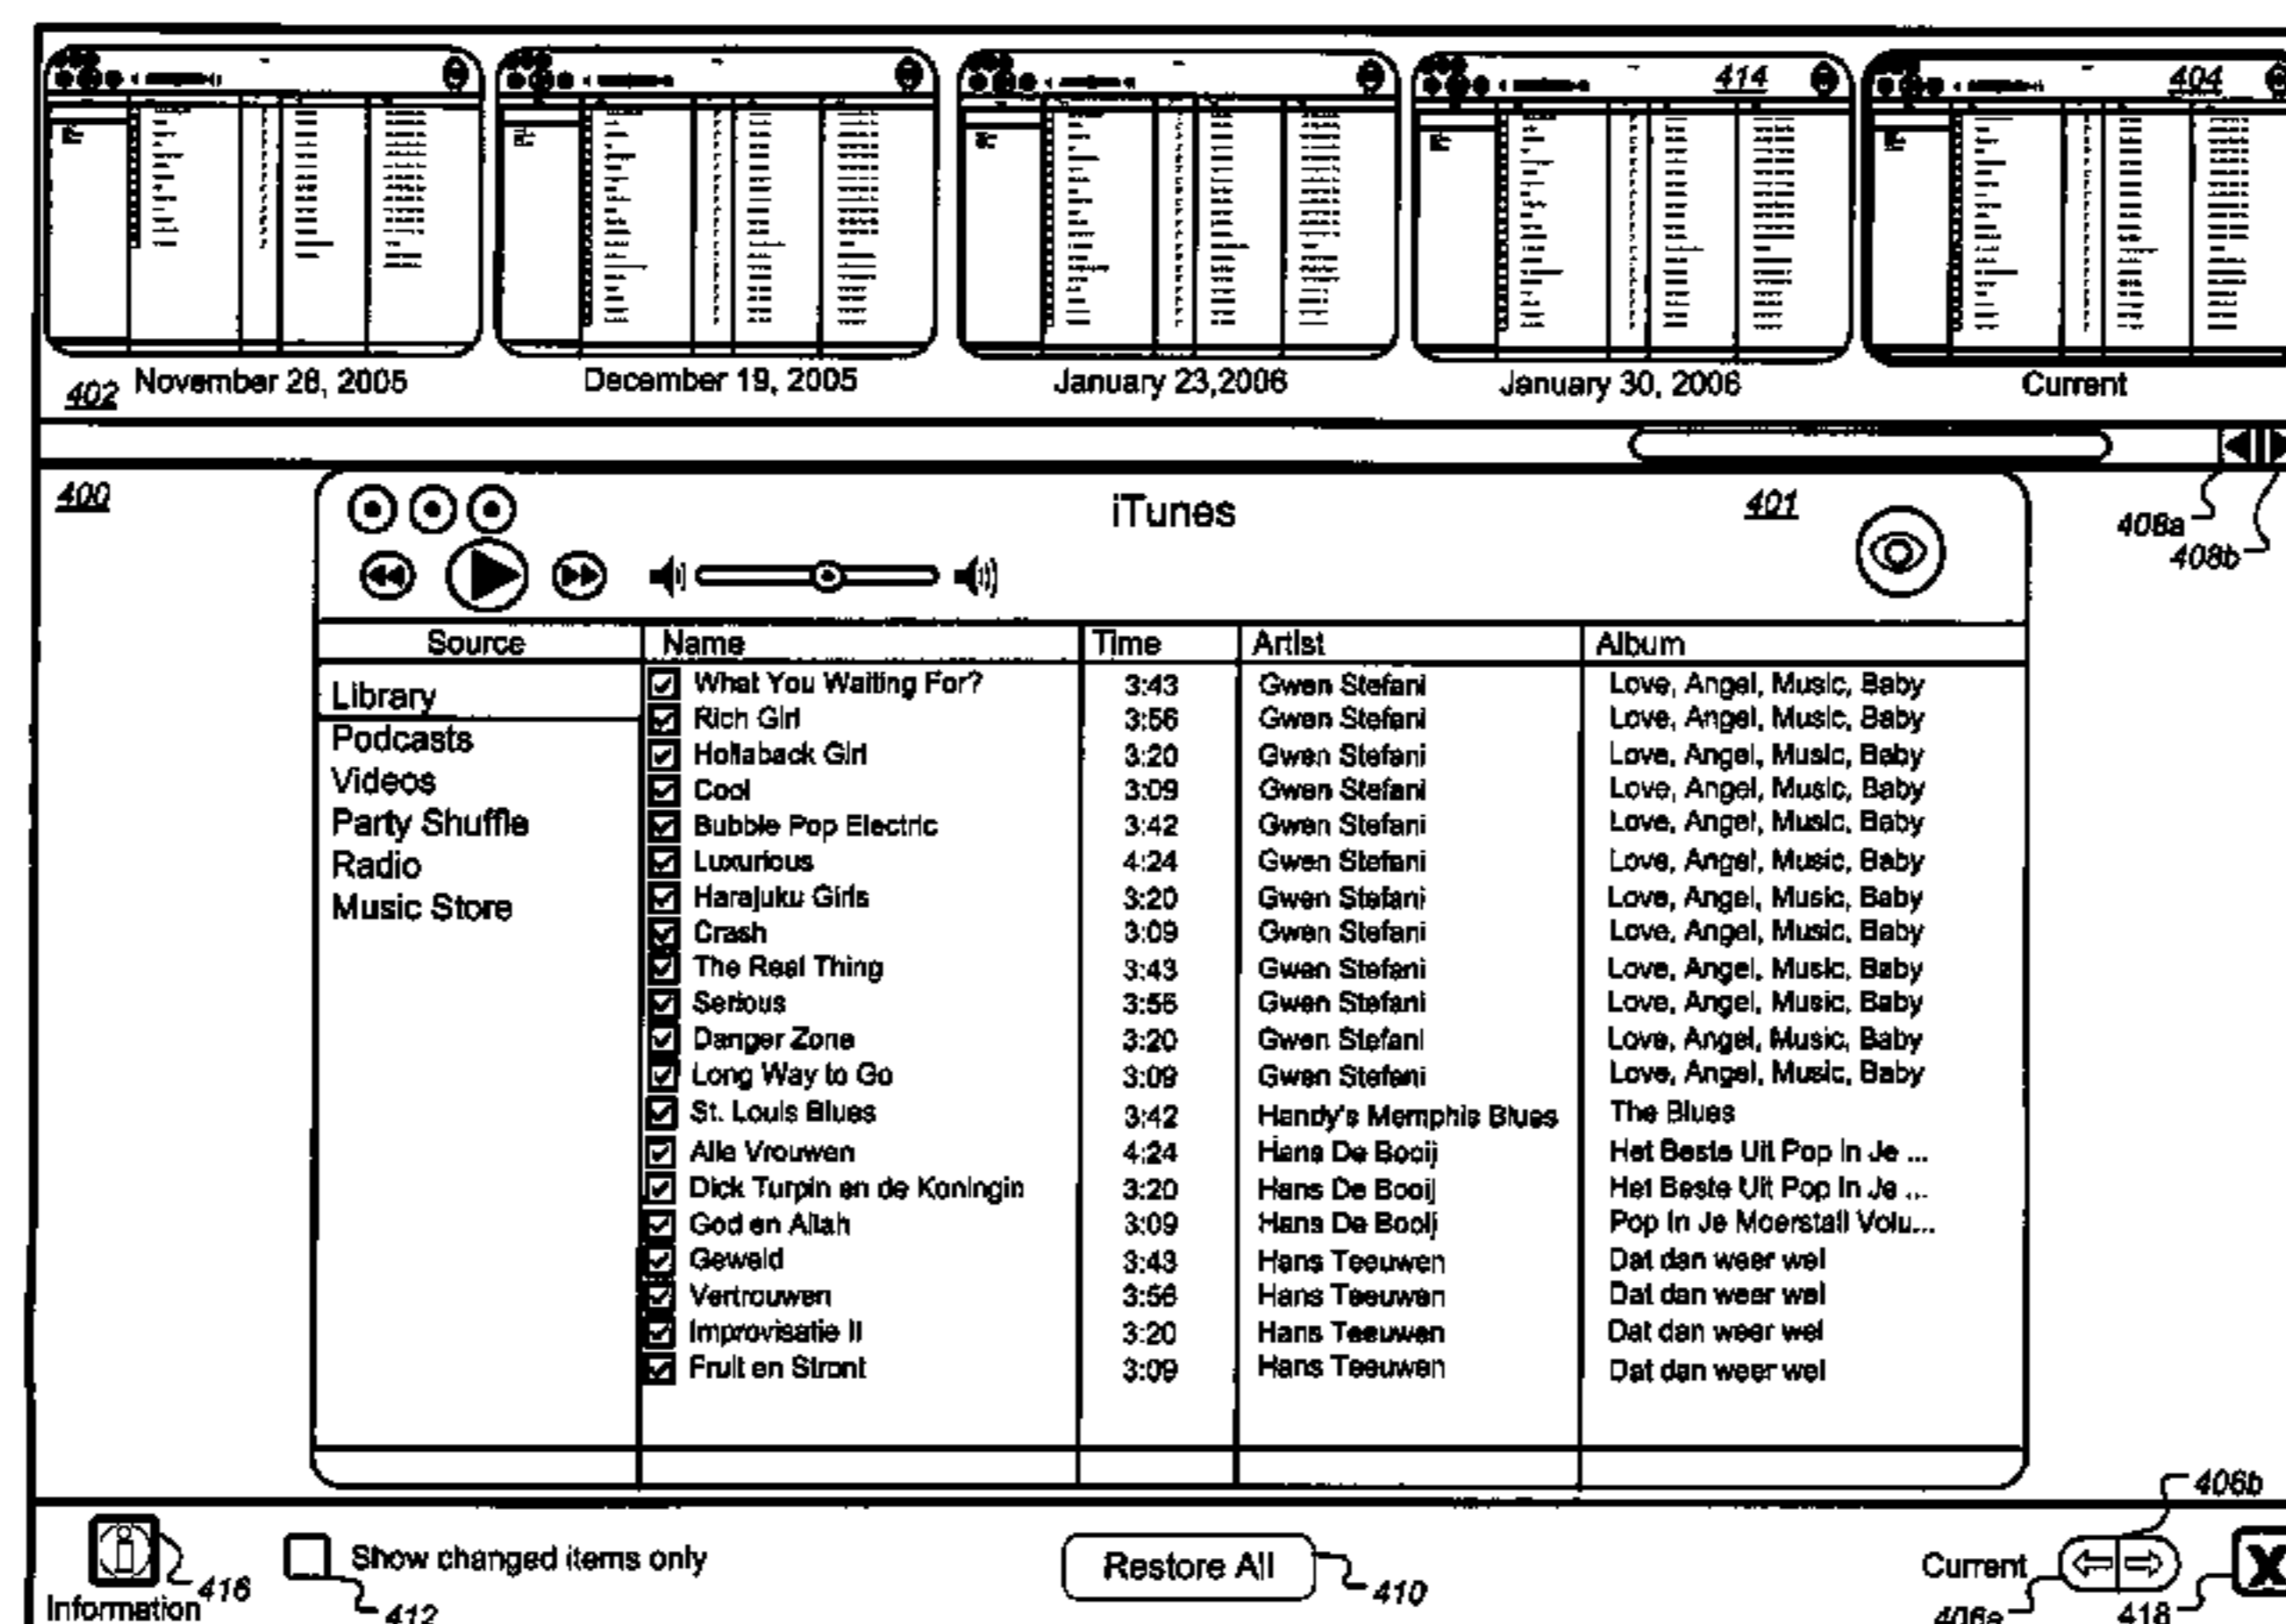 414
404
402
November 28, 2005
December 19, 2005
January 23,2006
January 30, 2006
Current
400
iTunes
401
408a
408b
Source Name Time Artist Album
Library
Podcasts
Videos
Party Shuffle
Radio
Music Store
What You Waiting For? 3:43 Gwen Stefani Love, Angel, Music, Baby
Rich Girl 3:56 Gwen Stefani Love, Angel, Music, Baby
Hollaback Girl 3:20 Gwen Stefani Love, Angel, Music, Baby
Cool 3:09 Gwen Stefani Love, Angel, Music, Baby
Bubble Pop Electric 3:42 Gwen Stefani Love, Angel, Music, Baby
Luxurious 4:24 Gwen Stefani Love, Angel, Music, Baby
Harajuku Girls 3:20 Gwen Stefani Love, Angel, Music, Baby
Crash 3:09 Gwen Stefani Love, Angel, Music, Baby
The Real Thing 3:43 Gwen Stefani Love, Angel, Music, Baby
Serious 3:56 Gwen Stefani Love, Angel, Music, Baby
Danger Zone 3:20 Gwen Stefani Love, Angel, Music, Baby
Long Way to Go 3:09 Gwen Stefani Love, Angel, Music, Baby
St. Louis Blues 3:42 Handy's Memphis Blues The Blues
Alle Vrouwen 4:24 Hans De Booij Het Beste Uit Pop In Je ...
Dick Turpin en de Koningin 3:20 Hans De Booij Het Beste Uit Pop In Je ...
God en Allah 3:09 Hans De Booij Pop In Je Moerstall Volu...
Geweld 3:43 Hans Teeuwen Dat dan weer wel
Vertrouwen 3:56 Hans Teeuwen Dat dan weer wel
Improvisatie II 3:20 Hans Teeuwen Dat dan weer wel
Fruit en Stront 3:09 Hans Teeuwen Dat dan weer wel
406b
Information
416
Show changed items only
412
Restore All
410
Current
406a
X
418